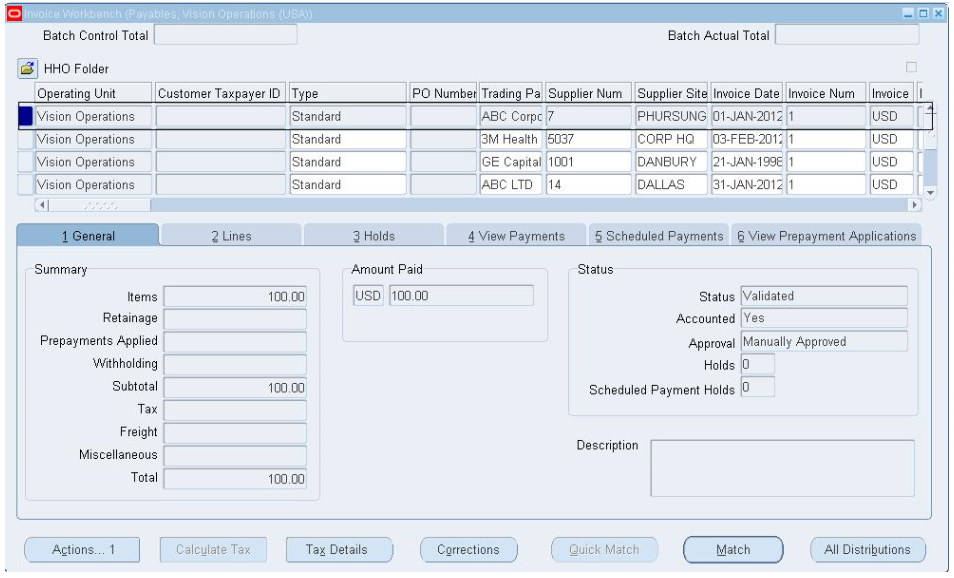 Invoice Workbench (Payables, Vision Operations (USA))
Batch Control Total Batch Actual Total
HHO Folder
Operating Unit Customer Taxpayer ID Type PO Number Trading Pa Supplier Num Supplier Site Invoice Date Invoice Num Invoice
Vision Operations Standard ABC Corpo 7 PHURSUNG 01-JAN-2012 1 USD
Vision Operations Standard 3M Health 5037 CORP HQ 03-FEB-2012 1 USD
Vision Operations Standard GE Capital 1001 DANBURY 21-JAN-1998 1 USD
Vision Operations Standard ABC LTD 14 DALLAS 31-JAN-2012 1 USD
1 General 2 Lines 3 Holds 4 View Payments 5 Scheduled Payments 6 View Prepayment Applications
Summary Amount Paid Status
Items 100.00 USD 100.00 Status Validated
Retainage Accounted Yes
Prepayments Applied Approval Manually Approved
Withholding Holds 0
Subtotal 100.00 Scheduled Payment Holds 0
Tax
Freight
Miscellaneous Description
Total 100.00
Actions... 1 Calculate Tax Tax Details Corrections Quick Match Match All Distributions